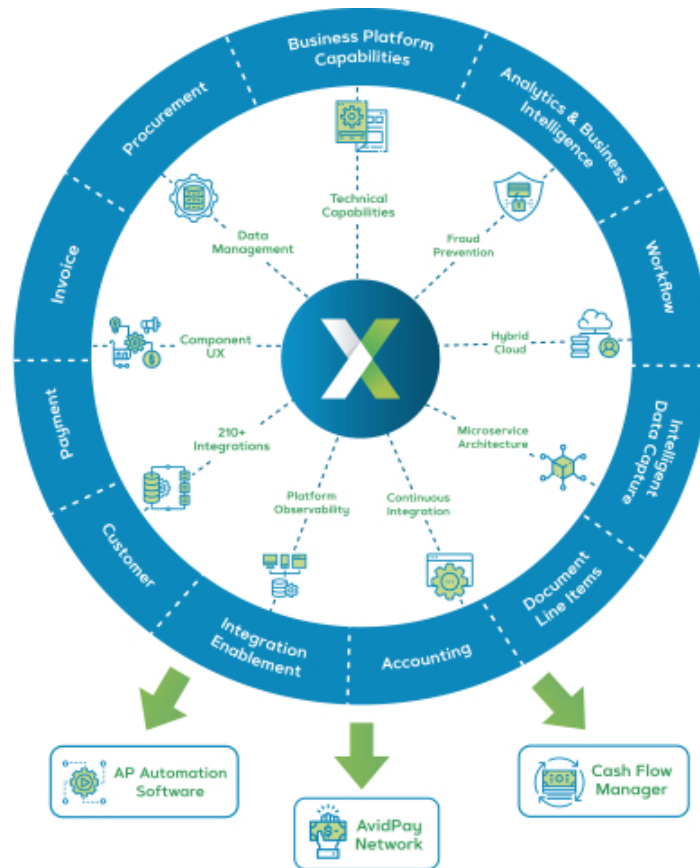 Business Platform
Capabilities
Analytics & Business
Intelligence
Workflow
Intelligent
Data Capture
Document
Line Items
Accounting
Integration
Enablement
Customer
Payment
Invoice
Procurement
Technical
Capabilities
Fraud
Prevention
Hybrid
Cloud
Microservice
Architecture
Continuous
Integration
Platform
Observability
210+
Integrations
Component
UX
Data
Management
X
AP Automation
Software
AvidPay
Network
Cash Flow
Manager